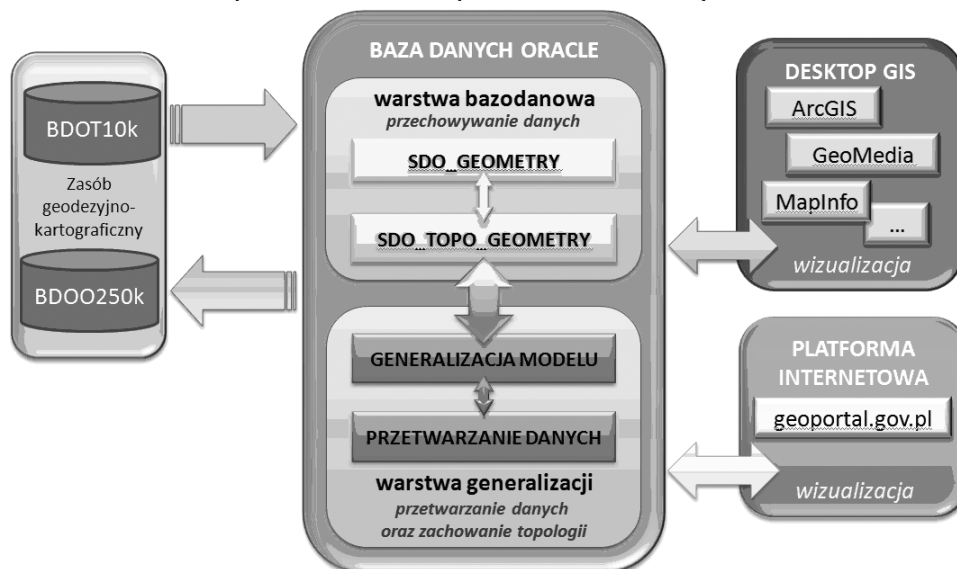 BDOT10k
Zasób
geodezyjno-
kartograficzny
BDOO250k
BAZA DANYCH ORACLE
warstwa bazodanowa
przechowywanie danych
SDO_GEOMETRY
SDO_TOPO_GEOMETRY
GENERALIZACJA MODELU
PRZETWARZANIE DANYCH
warstwa generalizacji
przetwarzanie danych
oraz zachowanie topologii
DESKTOP GIS
ArcGIS
GeoMedia
MapInfo
...
wizualizacja
PLATFORMA
INTERNETOWA
geoportal.gov.pl
wizualizacja